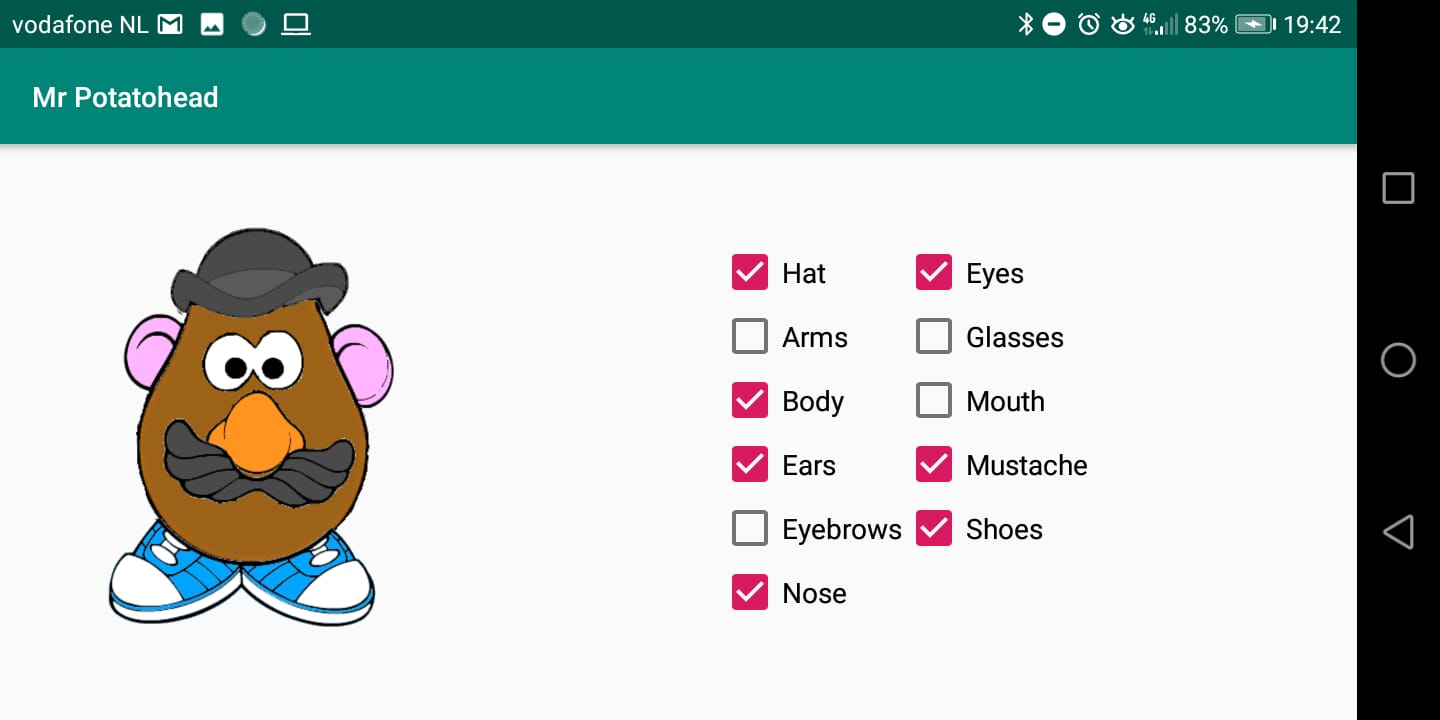 vodafone NL 4G 83% 19:42
Mr Potatohead
Hat Eyes
Arms Glasses
Body Mouth
Ears Mustache
Eyebrows Shoes
Nose